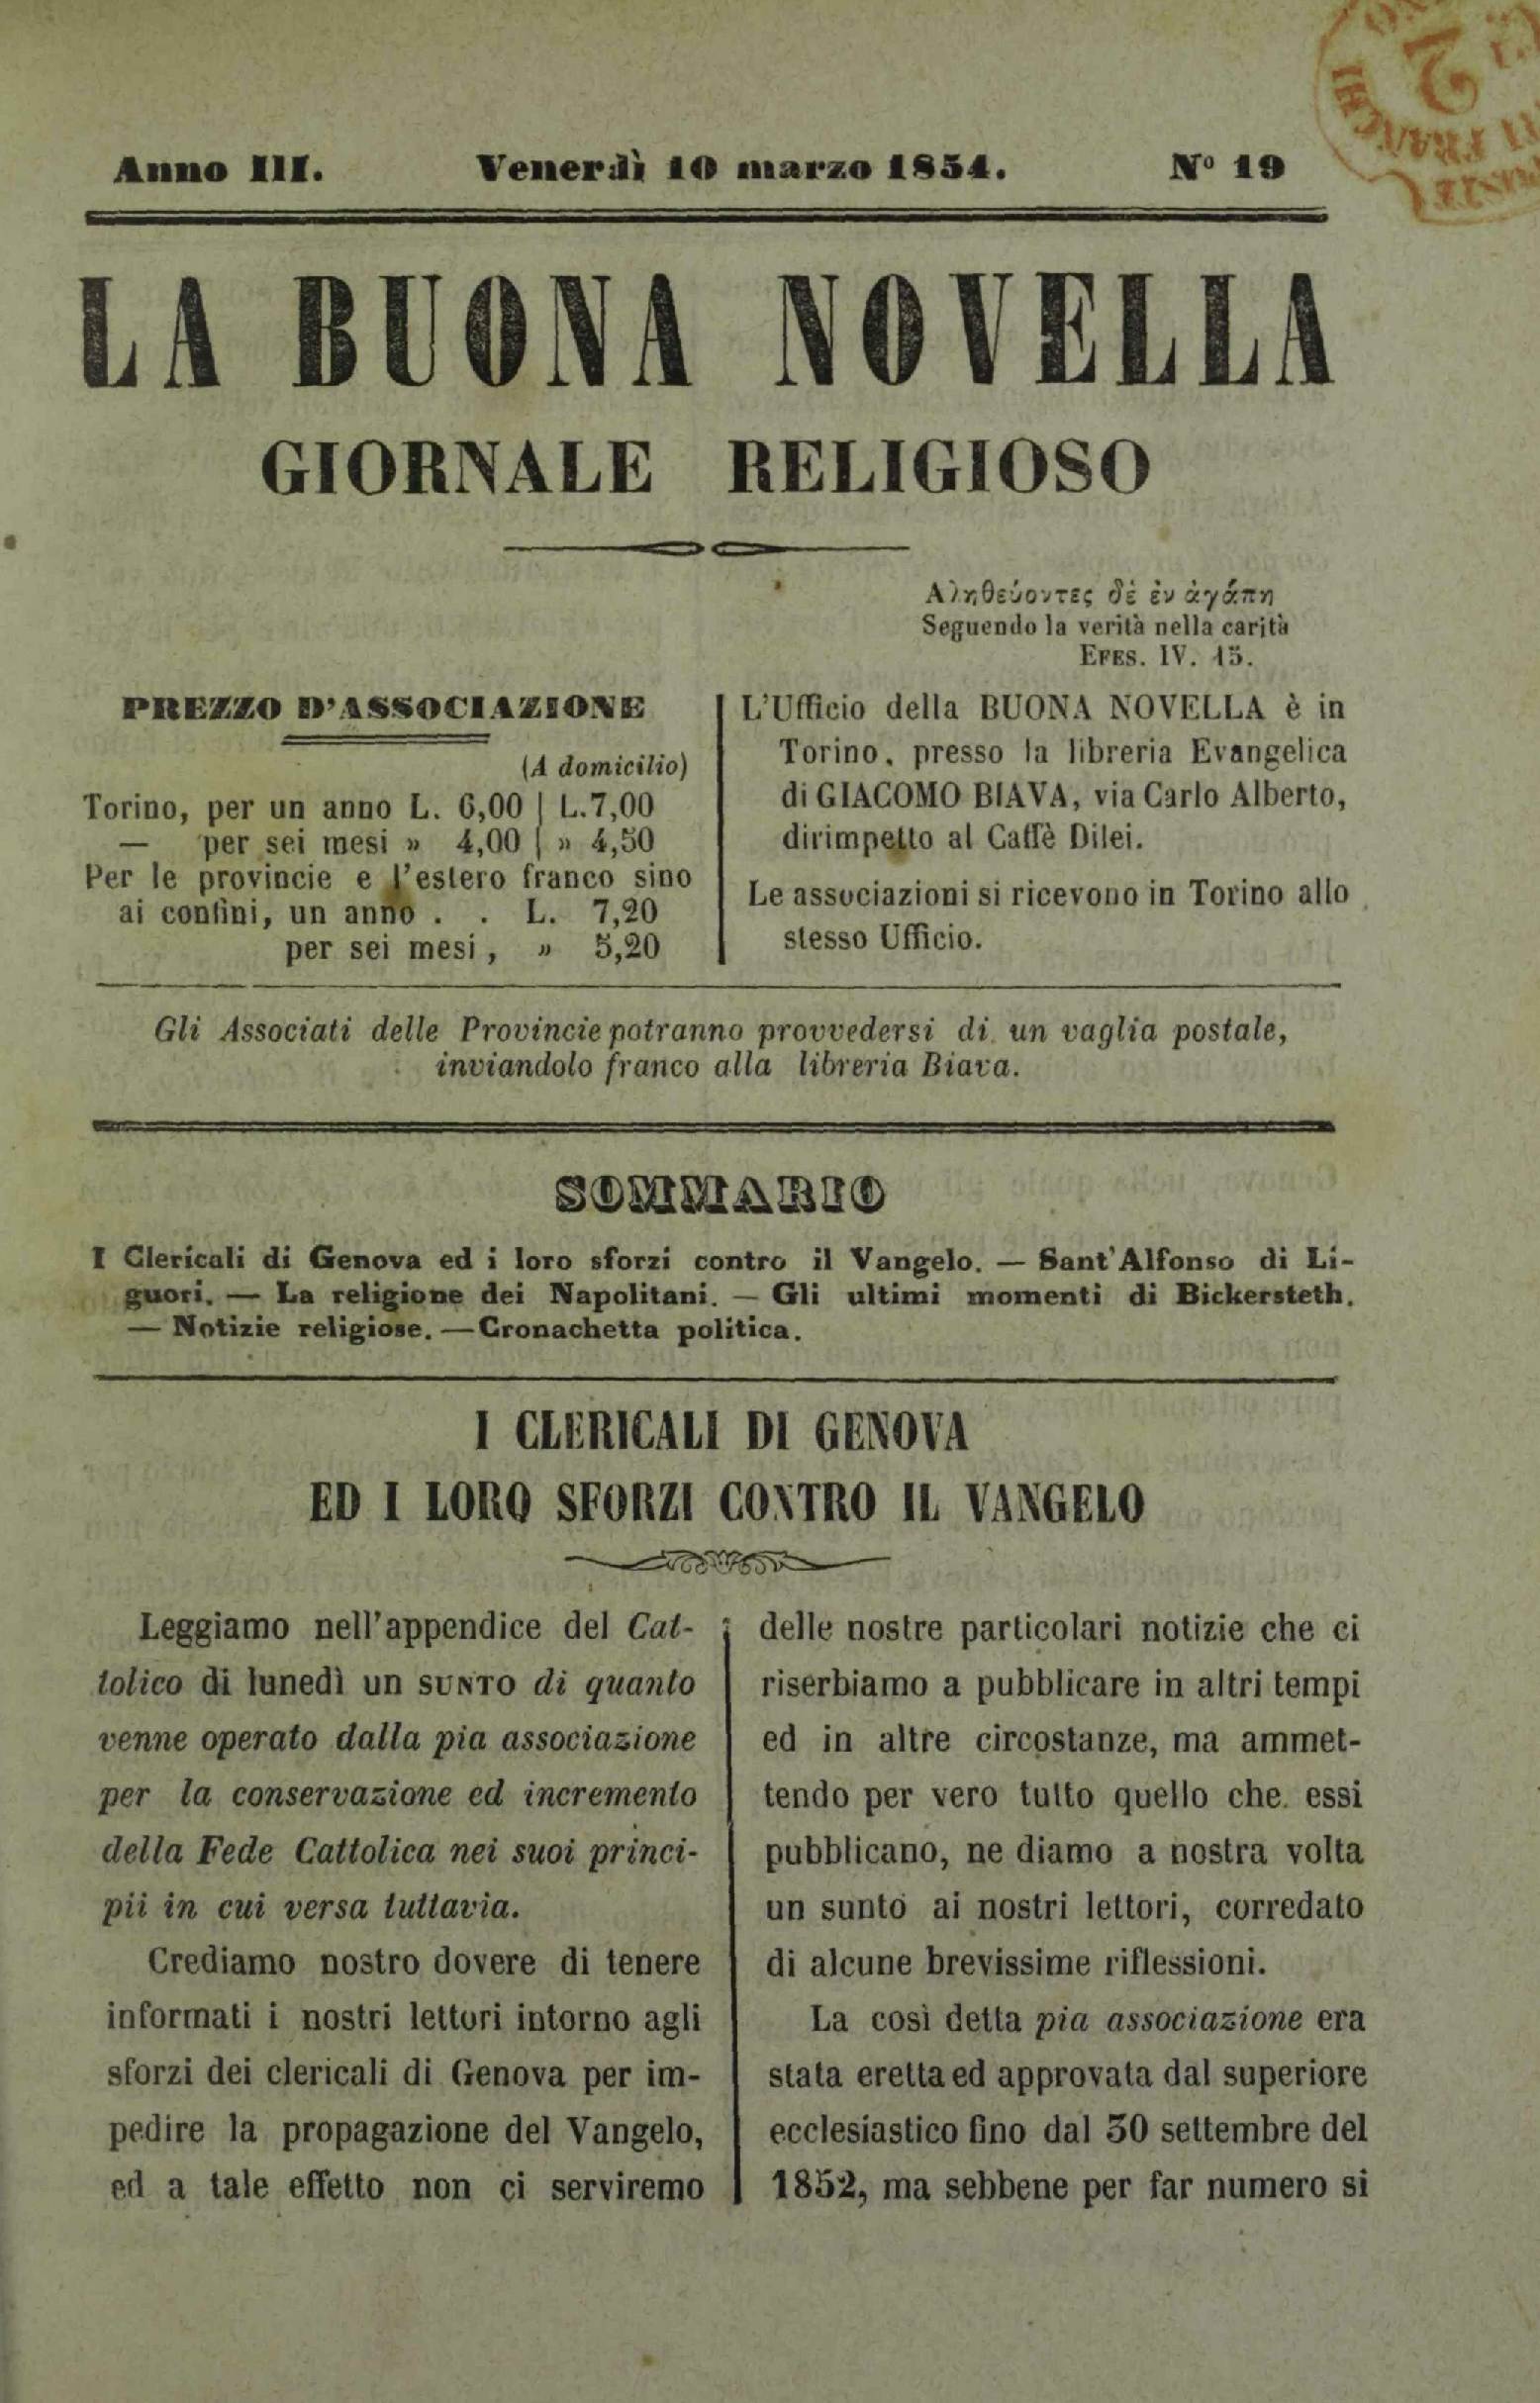 Anno III. Venerdì 10 marzo 1854. Nº 19
LA BUONA NOVELLA
GIORNALE RELIGIOSO
Αληθεύοντες δὲ ἐν ἀγάπη
Seguendo la verità nella carità
EFES. IV. 15.
PREZZO D'ASSOCIAZIONE
(A domicilio)
Torino, per un anno L. 6,00 | L.7,00
— per sei mesi » 4,00 | » 4,50
Per le provincie e l'estero franco sino
ai confini, un anno . . L. 7,20
per sei mesi, » 5,20
L'Ufficio della BUONA NOVELLA è in
Torino, presso la libreria Evangelica
di GIACOMO BIAVA, via Carlo Alberto,
dirimpetto al Caffè Dilei.
Le associazioni si ricevono in Torino allo
stesso Ufficio.
Gli Associati delle Provincie potranno provvedersi di un vaglia postale,
inviandolo franco alla libreria Biava.
SOMMARIO
I Clericali di Genova ed i loro sforzi contro il Vangelo. — Sant'Alfonso di Li-
guori. — La religione dei Napolitani. — Gli ultimi momenti di Bickersteth.
— Notizie religiose. — Cronachetta politica.
I CLERICALI DI GENOVA
ED I LORO SFORZI CONTRO IL VANGELO
Leggiamo nell'appendice del Cat-
tolico di lunedì un SUNTO di quanto
venne operato dalla pia associazione
per la conservazione ed incremento
della Fede Cattolica nei suoi princi-
pii in cui versa tuttavia.
Crediamo nostro dovere di tenere
informati i nostri lettori intorno agli
sforzi dei clericali di Genova per im-
pedire la propagazione del Vangelo,
ed a tale effetto non ci serviremo
delle nostre particolari notizie che ci
riserbiamo a pubblicare in altri tempi
ed in altre circostanze, ma ammet-
tendo per vero tutto quello che essi
pubblicano, ne diamo a nostra volta
un sunto ai nostri lettori, corredato
di alcune brevissime riflessioni.
La così detta pia associazione era
stata eretta ed approvata dal superiore
ecclesiastico fino dal 30 settembre del
1852, ma sebbene per far numero si